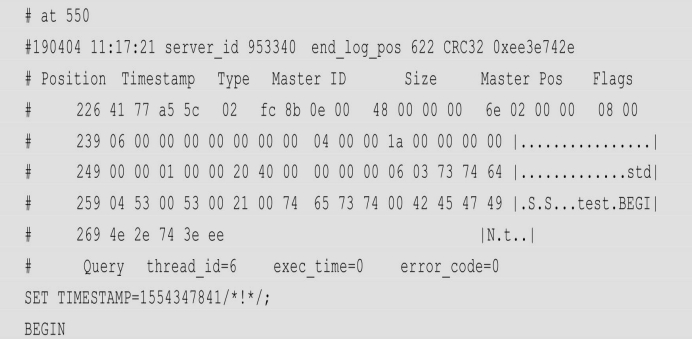 # at 550
#190404 11:17:21 server_id 953340 end_log_pos 622 CRC32 0xee3e742e
# Position Timestamp Type Master ID Size Master Pos Flags
# 226 41 77 a5 5c 02 fc 8b 0e 00 48 00 00 00 6e 02 00 00 08 00
# 239 06 00 00 00 00 00 00 00 04 00 00 1a 00 00 00 00 |................|
# 249 00 00 01 00 00 00 20 40 00 00 00 00 06 03 73 74 64 |.............std|
# 259 04 53 00 53 00 21 00 74 65 73 74 00 42 45 47 49 |.S.S...test.BEGI|
# 269 4e 2e 74 3e ee |N.t..|
# Query thread_id=6 exec_time=0 error_code=0
SET TIMESTAMP=1554347841/*!*/;
BEGIN